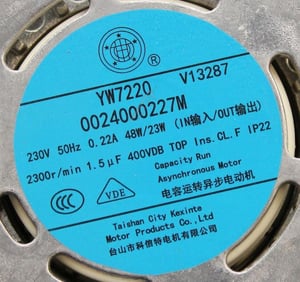 ®
YW7220 V13287
0024000227M
230V 50Hz 0.22A 48W/23W (IN输入/OUT输出)
2300r/min 1.5μF 400VDB TOP Ins.CL.F IP22
Capacity Run
Asynchronous Motor
电容运转异步电动机
CCC
VDE
Taishan City Kexinte
Motor Products Co.,Ltd
台山市科倍特电机有限公司